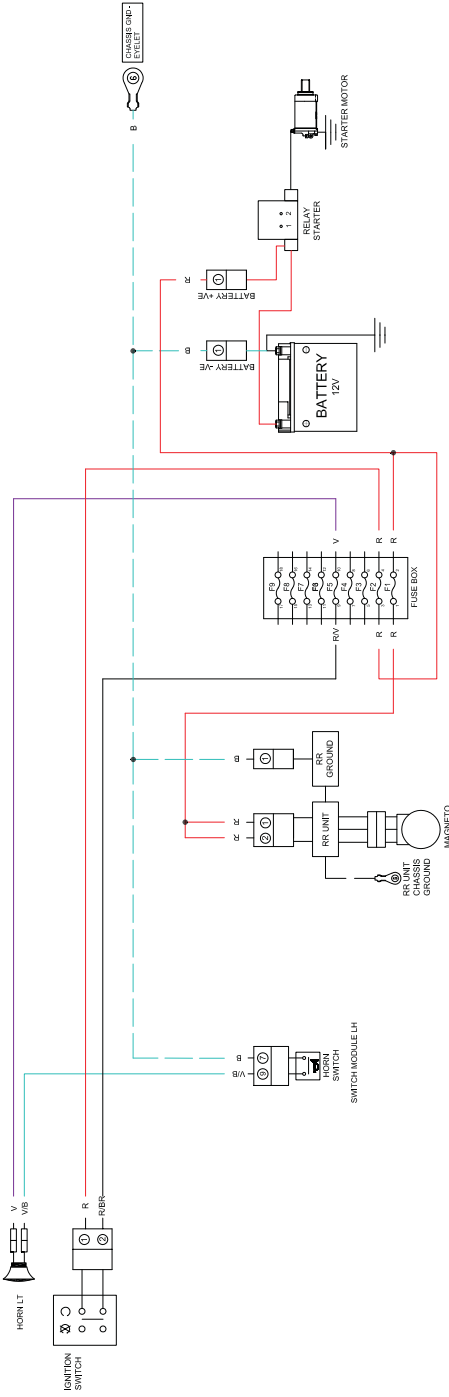 CHASSIS GND -
EYELET
6
B
STARTER MOTOR
RELAY
STARTER
1 2
R
1
BATTERY +VE
B
1
BATTERY -VE
BATTERY
12V
V
R
R
F9
F8
F7
F5
F4
F3
F2
F1
FUSE BOX
R/V
R
R
B
1
RR
GROUND
R
R
1
2
RR UNIT
MAGNETO
RR UNIT
CHASSIS
GROUND
B
V/B
7
9
HORN
SWITCH
SWITCH MODULE LH
V
V/B
HORN LT
R
R/BR
1
2
IGNITION
SWITCH